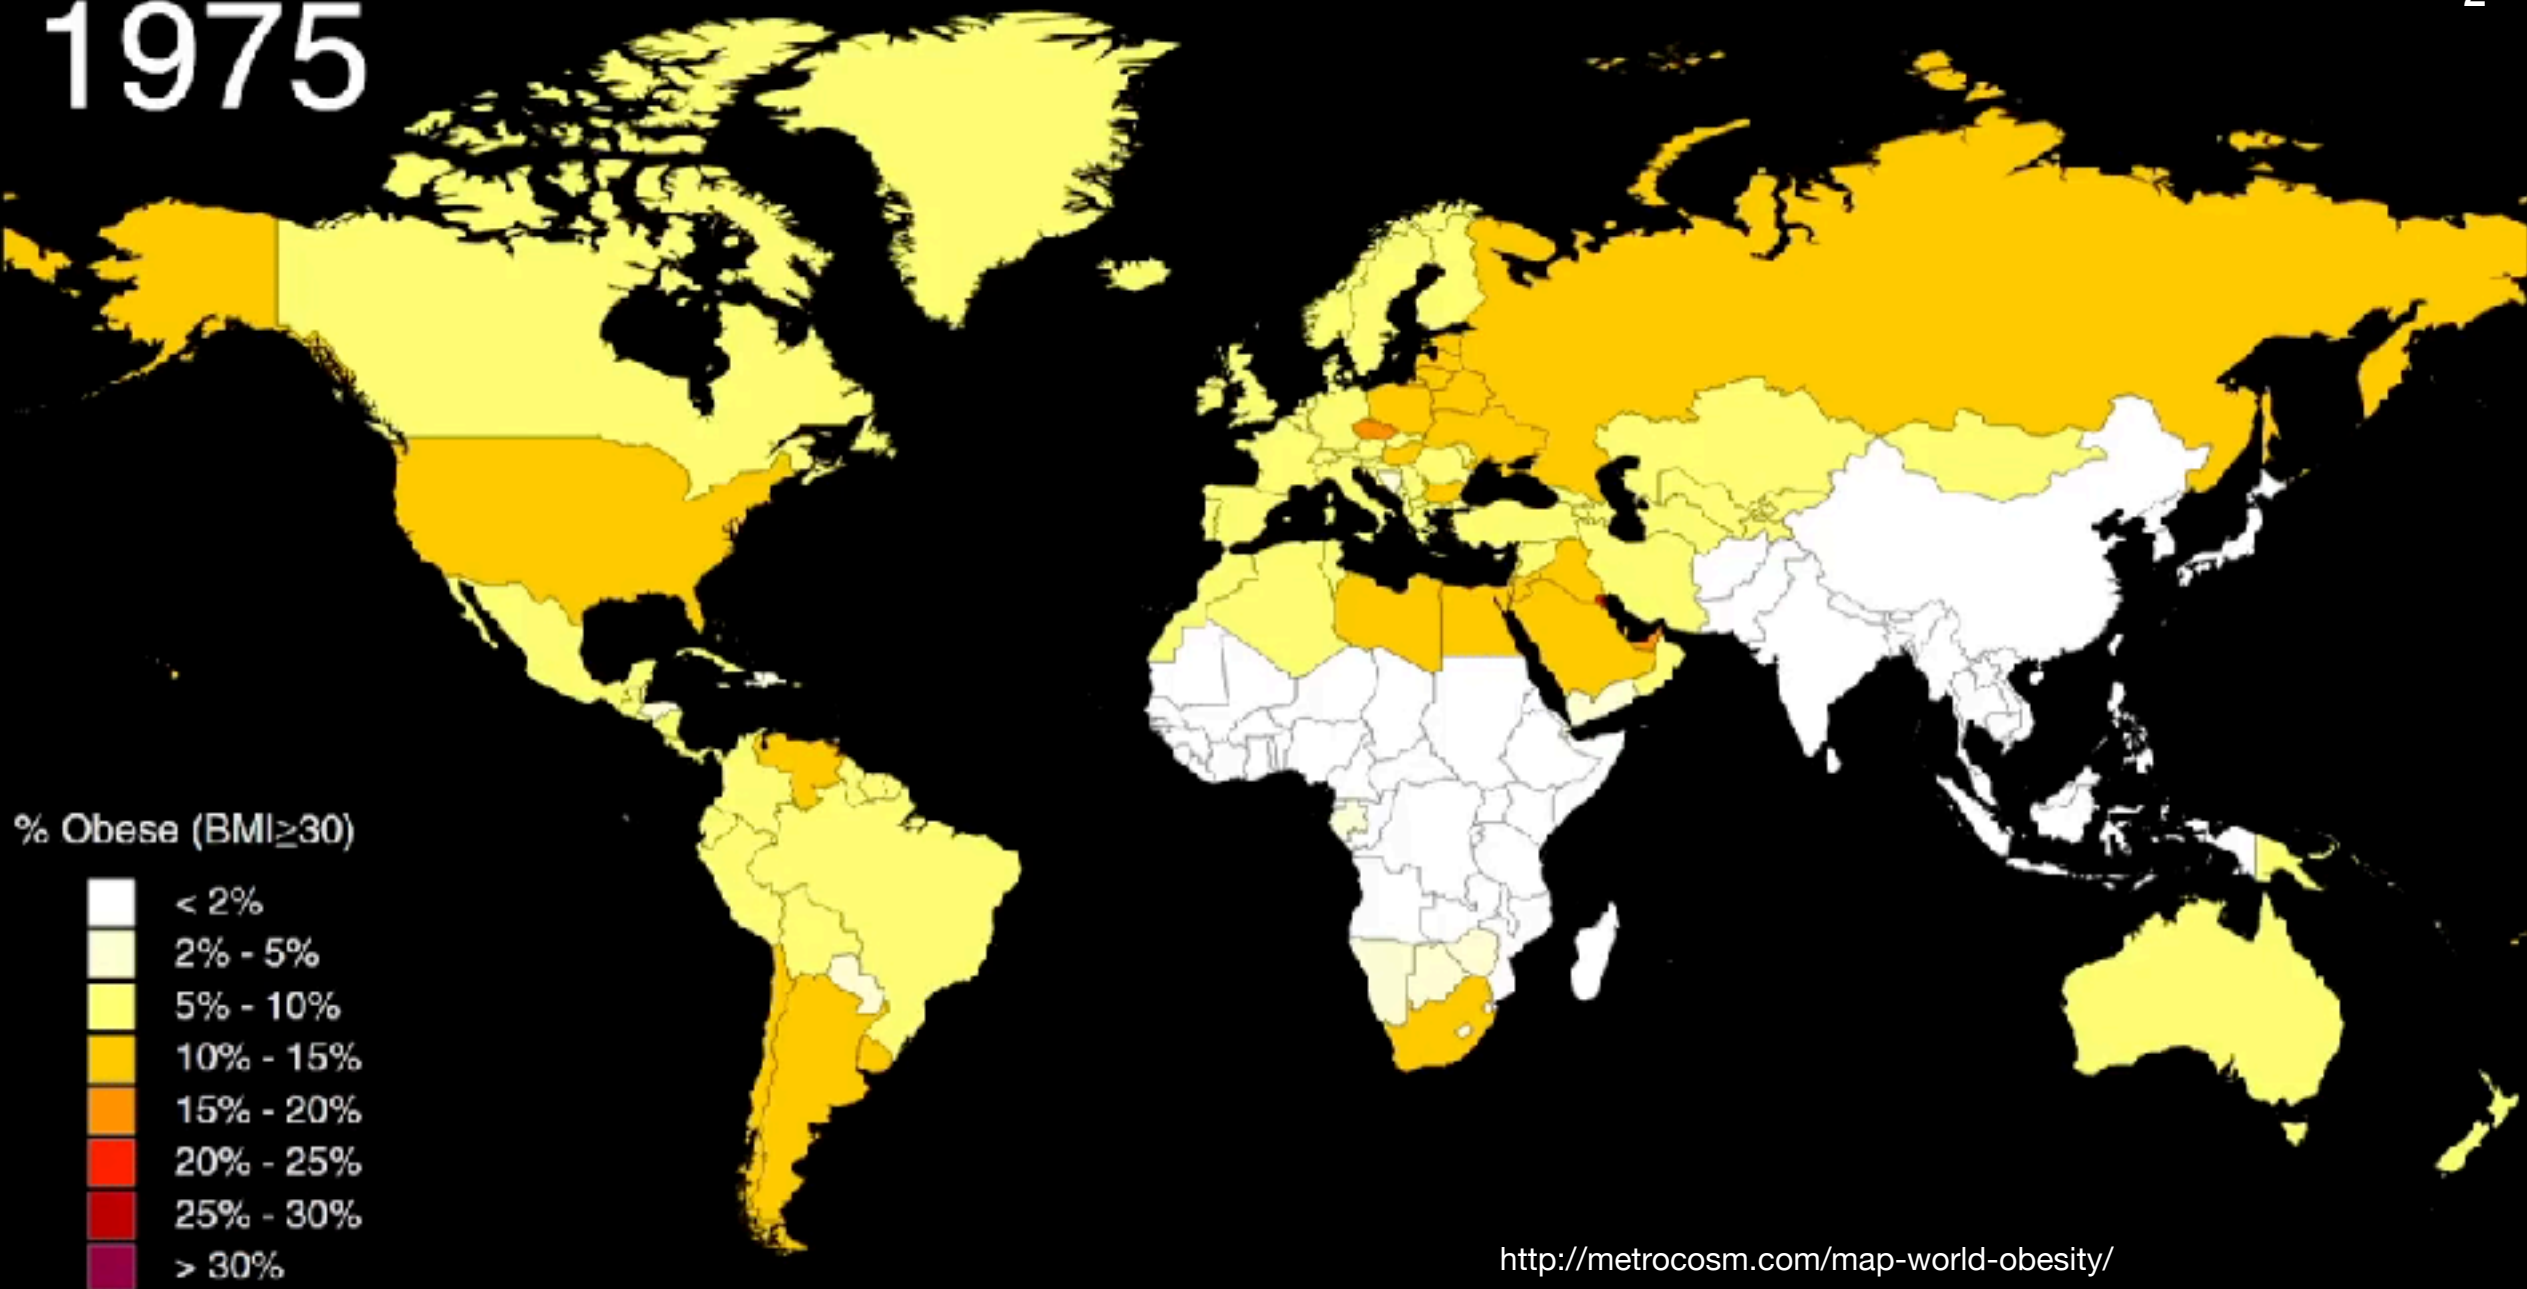 1975
% Obese (BMI≥30)
< 2%
2% - 5%
5% - 10%
10% - 15%
15% - 20%
20% - 25%
25% - 30%
> 30%
http://metrocosm.com/map-world-obesity/